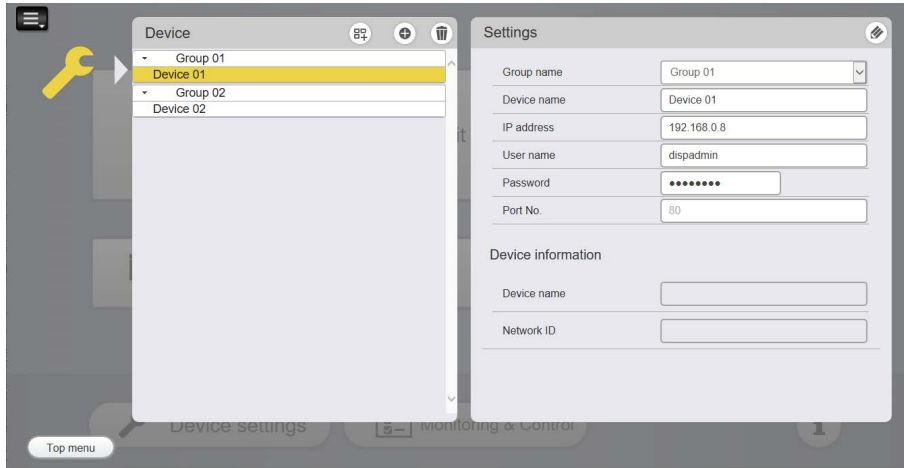 Device
Group 01
Device 01
Group 02
Device 02
Settings
Group name Group 01
Device name Device 01
IP address 192.168.0.8
User name dispadmin
Password ●●●●●●●●
Port No. 80
Device information
Device name
Network ID
it
Device settings
Monitoring & Control
i
Top menu